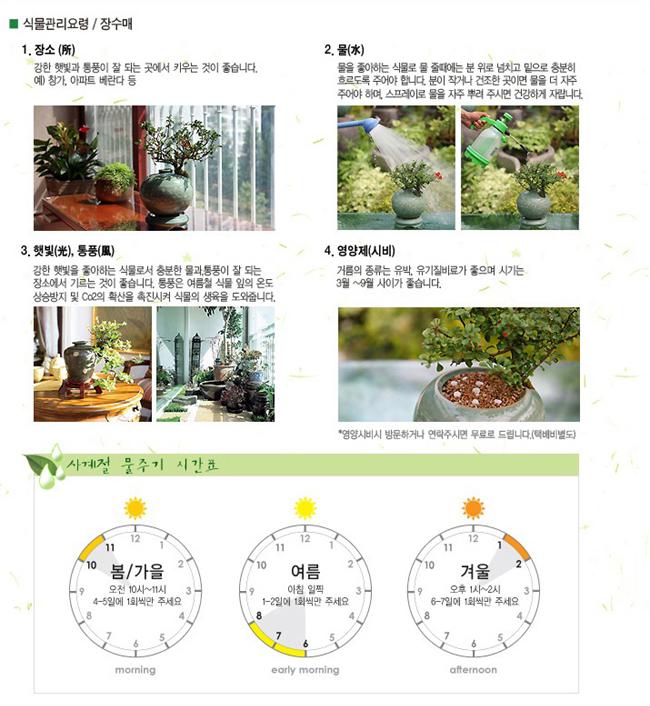 식물관리요령 / 장수매
1. 장소 (所)
강한 햇빛과 통풍이 잘 되는 곳에서 키우는 것이 좋습니다.
예) 창가, 아파트 베란다 등
2. 물(水)
물을 좋아하는 식물로 물 줄때에는 분 위로 넘치고 밑으로 충분히
흐르도록 주어야 합니다. 분이 작거나 건조한 곳이면 물을 더 자주
주어야 하며, 스프레이로 물을 자주 뿌려 주시면 건강하게 자랍니다.
3. 햇빛(光), 통풍(風)
강한 햇빛을 좋아하는 식물로서 충분한 물과,통풍이 잘 되는
장소에서 기르는 것이 좋습니다. 통풍은 여름철 식물 잎의 온도
상승방지 및 Co2의 확산을 촉진시켜 식물의 생육을 도와줍니다.
4. 영양제(시비)
거름의 종류는 유박, 유기질비료가 좋으며 시기는
3월 ~9월 사이가 좋습니다.
*영양시비시 방문하거나 연락주시면 무료로 드립니다.(택배비별도)
사계절 물주기 시간표
12
1
2
3
4
5
6
7
8
9
10
11
봄/가을
오전 10시~11시
4~5일에 1회씩만 주세요
morning
12
1
2
3
4
5
6
7
8
9
10
11
여름
아침 일찍
1~2일에 1회씩만 주세요
early morning
12
1
2
3
4
5
6
7
8
9
10
11
겨울
오후 1시~2시
6~7일에 1회씩만 주세요
afternoon